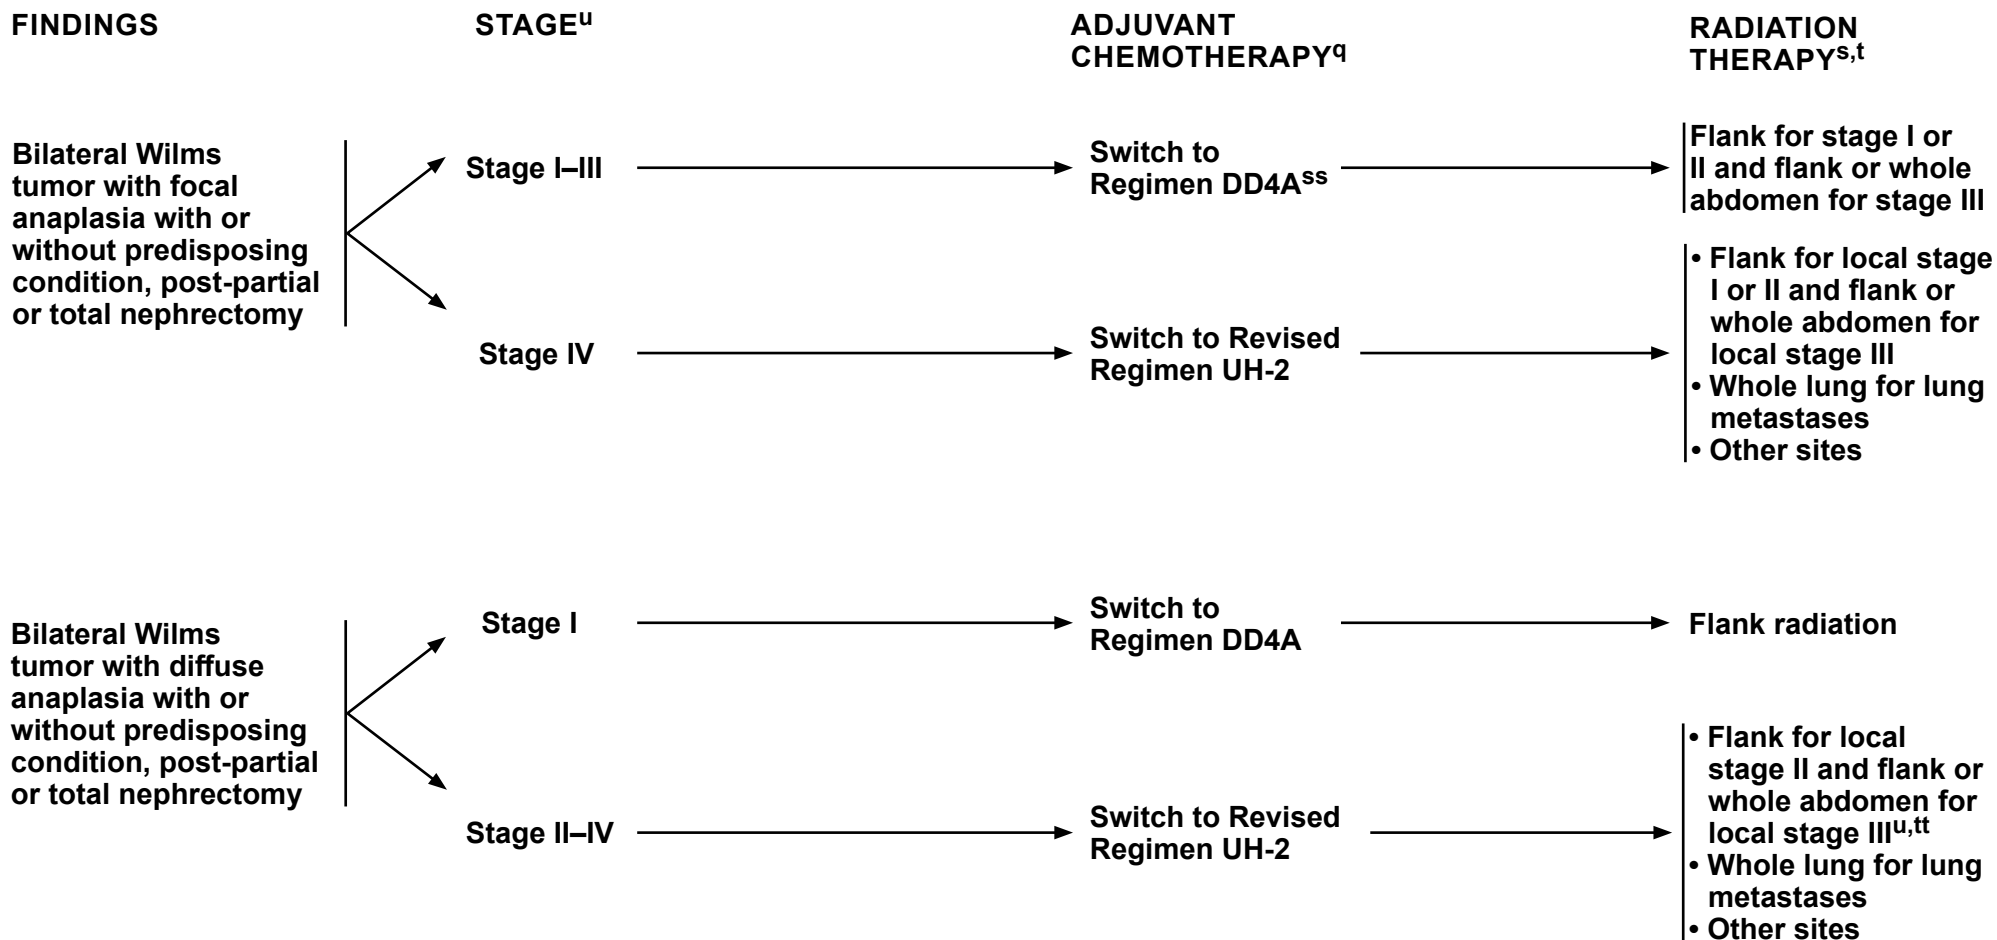 FINDINGS
STAGEᵘ
ADJUVANT
CHEMOTHERAPY^q
RADIATION
THERAPYˢ,ᵗ
Bilateral Wilms
tumor with focal
anaplasia with or
without predisposing
condition, post-partial
or total nephrectomy
Stage I–III
Switch to
Regimen DD4Aˢˢ
Flank for stage I or
II and flank or whole
abdomen for stage III
Stage IV
Switch to Revised
Regimen UH-2
• Flank for local stage
I or II and flank or
whole abdomen for
local stage III
• Whole lung for lung
metastases
• Other sites
Bilateral Wilms
tumor with diffuse
anaplasia with or
without predisposing
condition, post-partial
or total nephrectomy
Stage I
Switch to
Regimen DD4A
Flank radiation
Stage II–IV
Switch to Revised
Regimen UH-2
• Flank for local
stage II and flank or
whole abdomen for
local stage IIIᵘ,ᵗᵗ
• Whole lung for lung
metastases
• Other sites